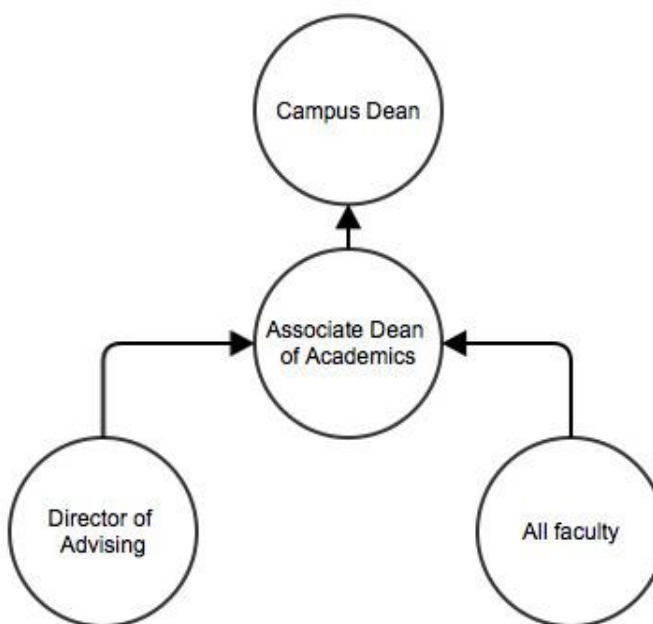 Campus Dean
Associate Dean
of Academics
Director of
Advising
All faculty